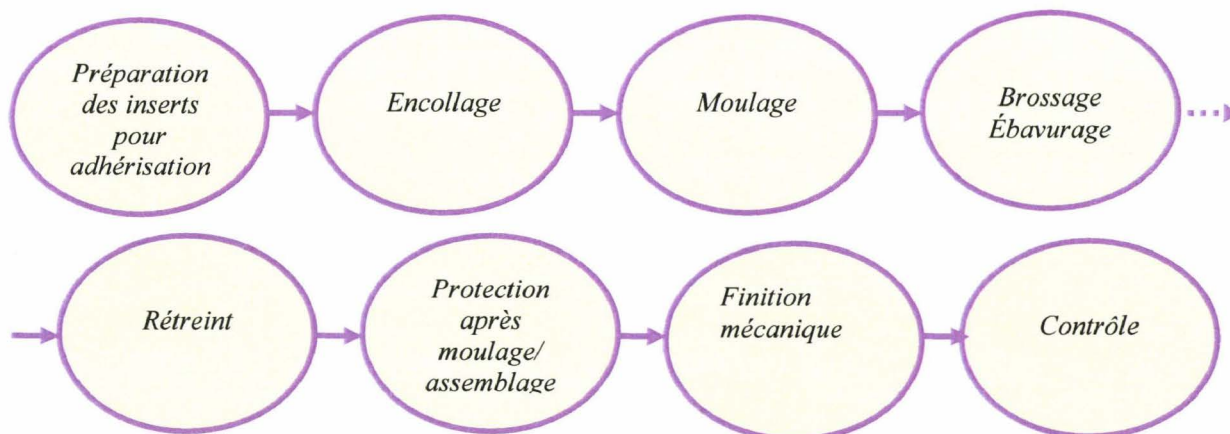 Préparation
des inserts
pour
adhérisation
Encollage
Moulage
Brossage
Ébavurage
Rétreint
Protection
après
moulage/
assemblage
Finition
mécanique
Contrôle